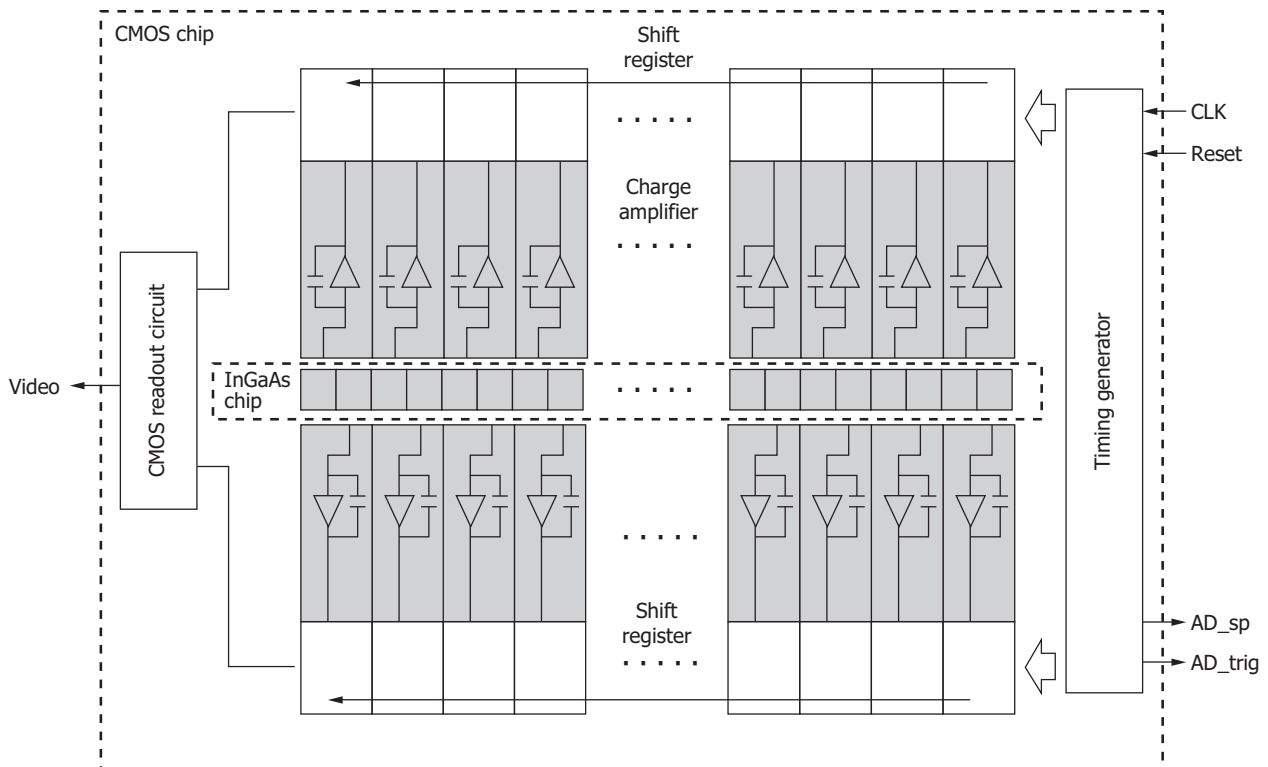 CMOS chip
Shift
register
CLK
Reset
Charge
amplifier
CMOS readout circuit
Timing generator
Video
InGaAs
chip
Shift
register
AD_sp
AD_trig